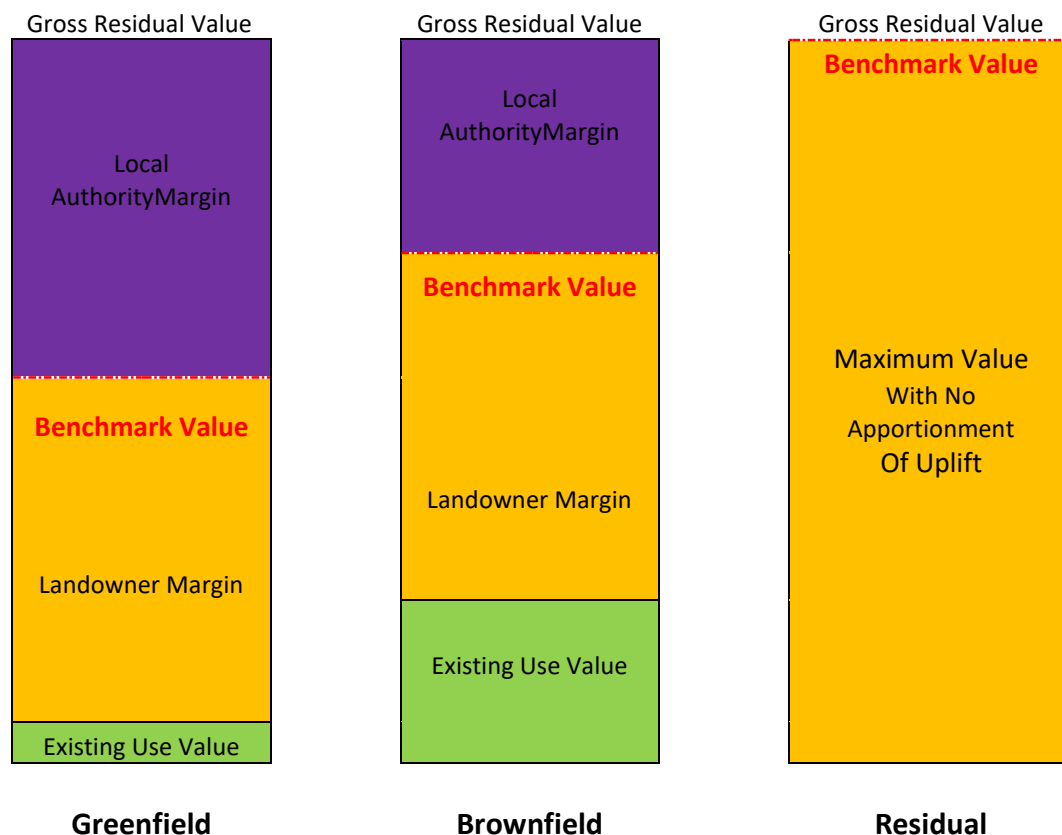 Gross Residual Value
Local
AuthorityMargin
Benchmark Value
Landowner Margin
Existing Use Value
Greenfield
Gross Residual Value
Local
AuthorityMargin
Benchmark Value
Landowner Margin
Existing Use Value
Brownfield
Gross Residual Value
Benchmark Value
Maximum Value
With No
Apportionment
Of Uplift
Residual